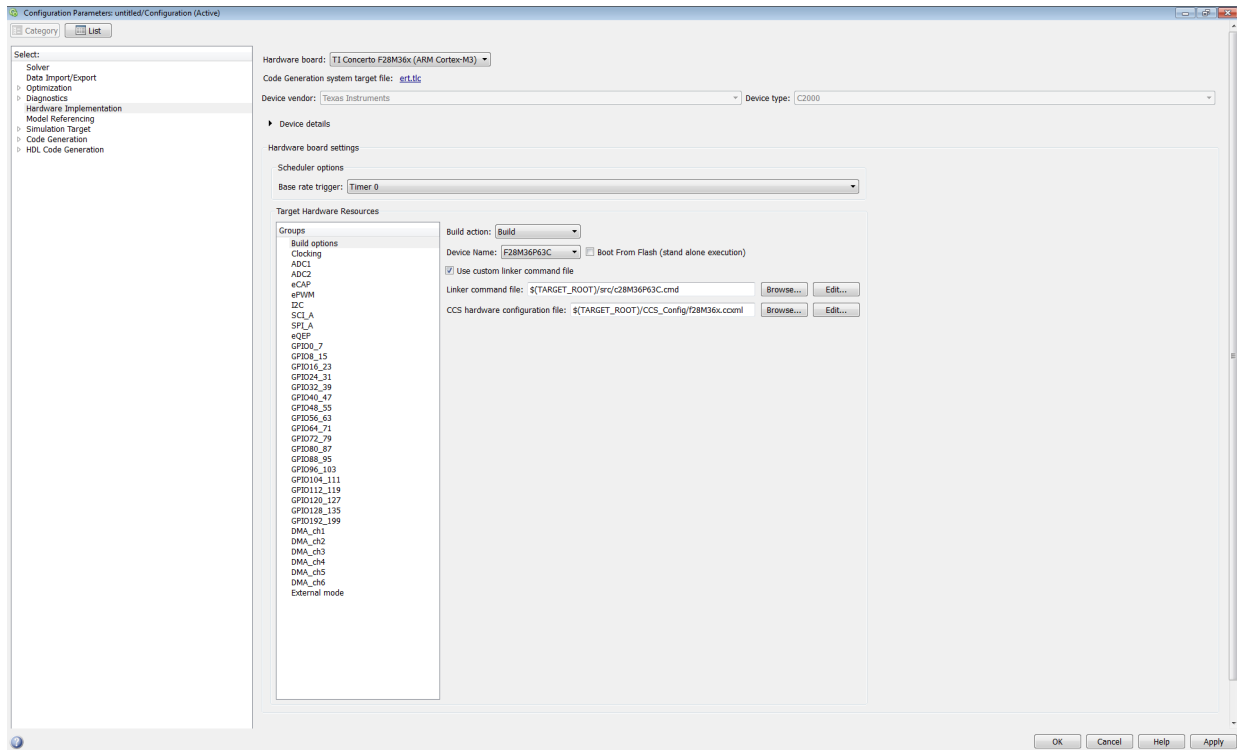 Configuration Parameters: untitled/Configuration (Active)
Category List
Select:
Solver
Data Import/Export
Optimization
Diagnostics
Hardware Implementation
Model Referencing
Simulation Target
Code Generation
HDL Code Generation
Hardware board: TI Concerto F28M36x (ARM Cortex-M3)
Code Generation system target file: ert.tlc
Device vendor: Texas Instruments Device type: C2000
Device details
Hardware board settings
Scheduler options
Base rate trigger: Timer 0
Target Hardware Resources
Groups
Build options
Clocking
ADC1
ADC2
eCAP
ePWM
I2C
SCI_A
SPI_A
eQEP
GPIO0_7
GPIO8_15
GPIO16_23
GPIO24_31
GPIO32_39
GPIO40_47
GPIO48_55
GPIO56_63
GPIO64_71
GPIO72_79
GPIO80_87
GPIO88_95
GPIO96_103
GPIO104_111
GPIO112_119
GPIO120_127
GPIO128_135
GPIO192_199
DMA_ch1
DMA_ch2
DMA_ch3
DMA_ch4
DMA_ch5
DMA_ch6
External mode
Build action: Build
Device Name: F28M36P63C Boot From Flash (stand alone execution)
Use custom linker command file
Linker command file: $(TARGET_ROOT)/src/c28M36P63C.cmd Browse... Edit...
CCS hardware configuration file: $(TARGET_ROOT)/CCS_Config/f28M36x.ccxml Browse... Edit...
OK Cancel Help Apply